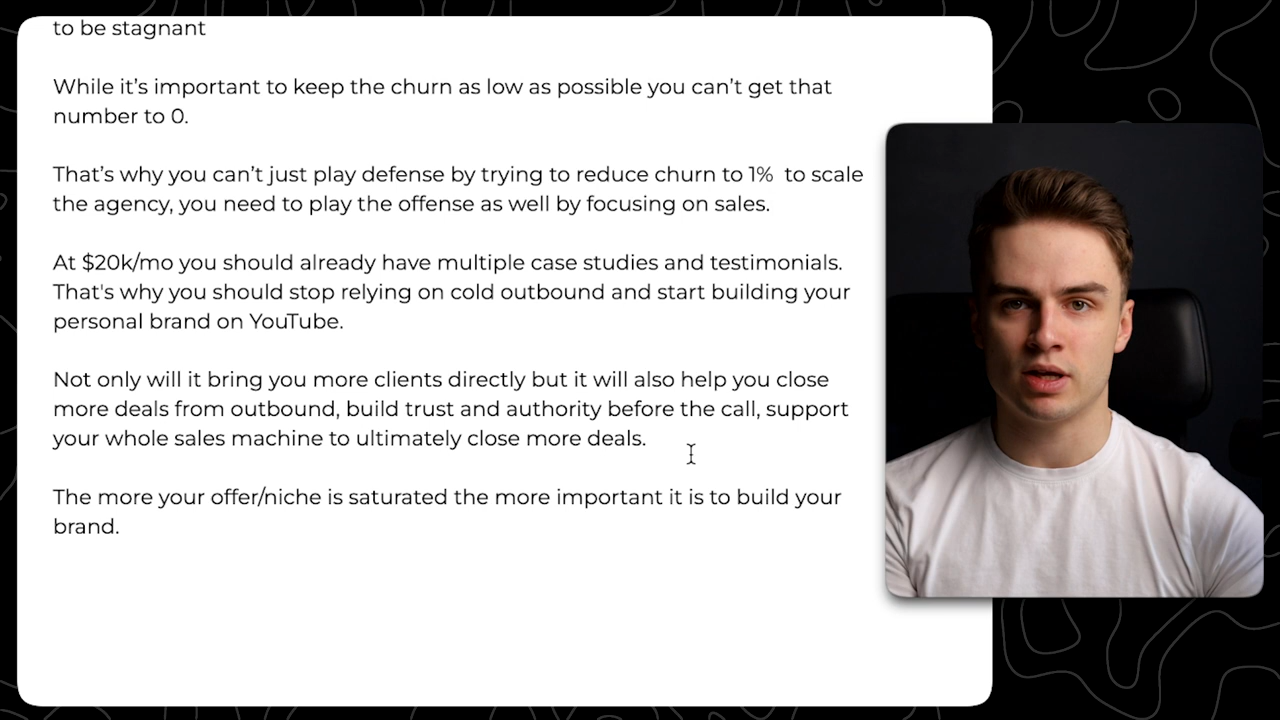 to be stagnant
While it’s important to keep the churn as low as possible you can’t get that
number to 0.
That’s why you can’t just play defense by trying to reduce churn to 1%  to scale
the agency, you need to play the offense as well by focusing on sales.
At $20k/mo you should already have multiple case studies and testimonials.
That's why you should stop relying on cold outbound and start building your
personal brand on YouTube.
Not only will it bring you more clients directly but it will also help you close
more deals from outbound, build trust and authority before the call, support
your whole sales machine to ultimately close more deals.
The more your offer/niche is saturated the more important it is to build your
brand.